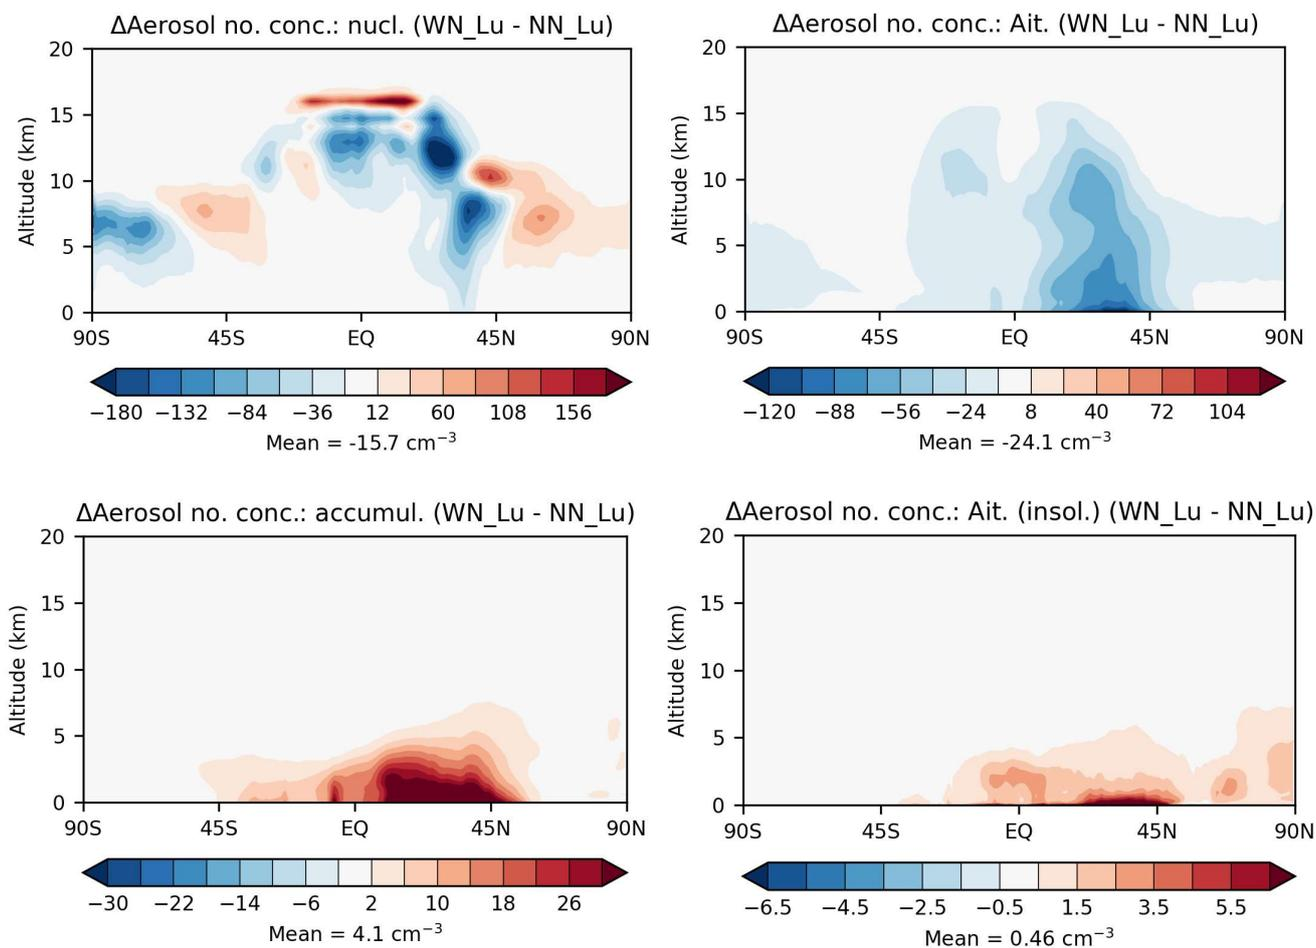 ΔAerosol no. conc.: nucl. (WN_Lu - NN_Lu)
20
15
10
5
0
Altitude (km)
90S 45S EQ 45N 90N
−180 −132 −84 −36 12 60 108 156
Mean = -15.7 cm⁻³
ΔAerosol no. conc.: Ait. (WN_Lu - NN_Lu)
20
15
10
5
0
Altitude (km)
90S 45S EQ 45N 90N
−120 −88 −56 −24 8 40 72 104
Mean = -24.1 cm⁻³
ΔAerosol no. conc.: accumul. (WN_Lu - NN_Lu)
20
15
10
5
0
Altitude (km)
90S 45S EQ 45N 90N
−30 −22 −14 −6 2 10 18 26
Mean = 4.1 cm⁻³
ΔAerosol no. conc.: Ait. (insol.) (WN_Lu - NN_Lu)
20
15
10
5
0
Altitude (km)
90S 45S EQ 45N 90N
−6.5 −4.5 −2.5 −0.5 1.5 3.5 5.5
Mean = 0.46 cm⁻³